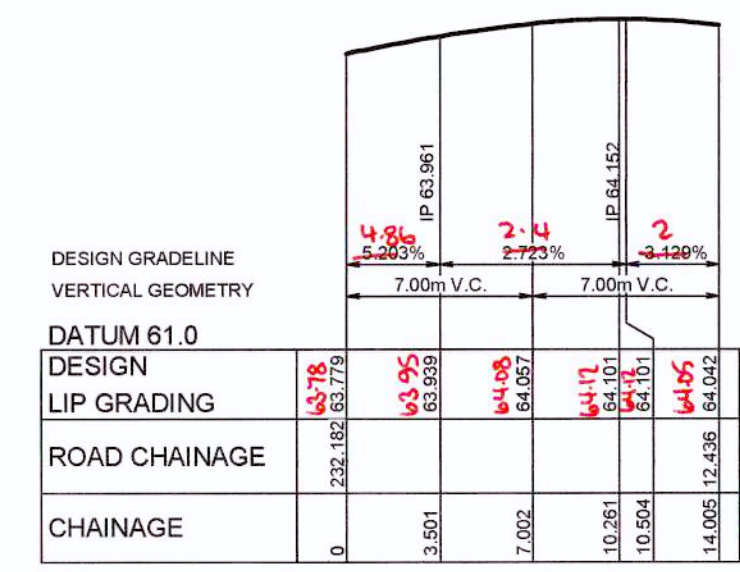 IP 63.961
IP 64.152
4.86
2.4
2
5.203%
2.723%
-3.129%
DESIGN GRADELINE
VERTICAL GEOMETRY
7.00m V.C.
7.00m V.C.
DATUM 61.0
DESIGN
LIP GRADING
63.78
63.779
63.95
63.939
64.08
64.057
64.12
64.101
64.12
64.101
64.05
64.042
ROAD CHAINAGE
232.182
12.436
CHAINAGE
0
3.501
7.002
10.261
10.504
14.005